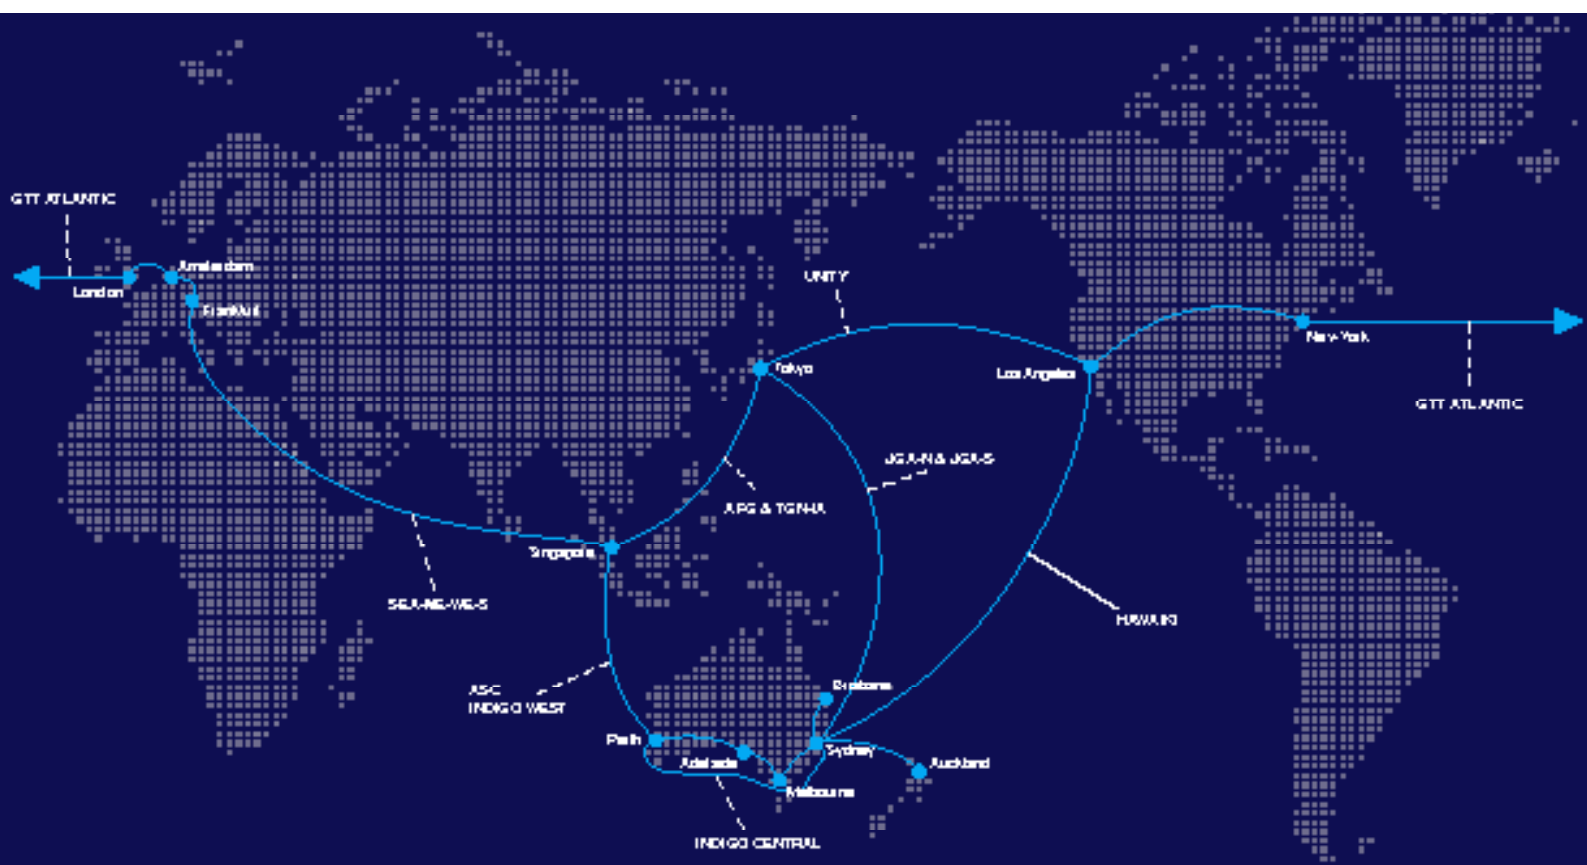 GTT ATLANTIC
Amsterdam
London
Frankfurt
UNITY
New York
Tokyo
Los Angeles
GTT ATLANTIC
JGA-N & JGA-S
APG & TGN-IA
Singapore
SEA-ME-WE-5
HAWAIKI
ASC
INDIGO WEST
Brisbane
Perth
Sydney
Adelaide
Auckland
Melbourne
INDIGO CENTRAL